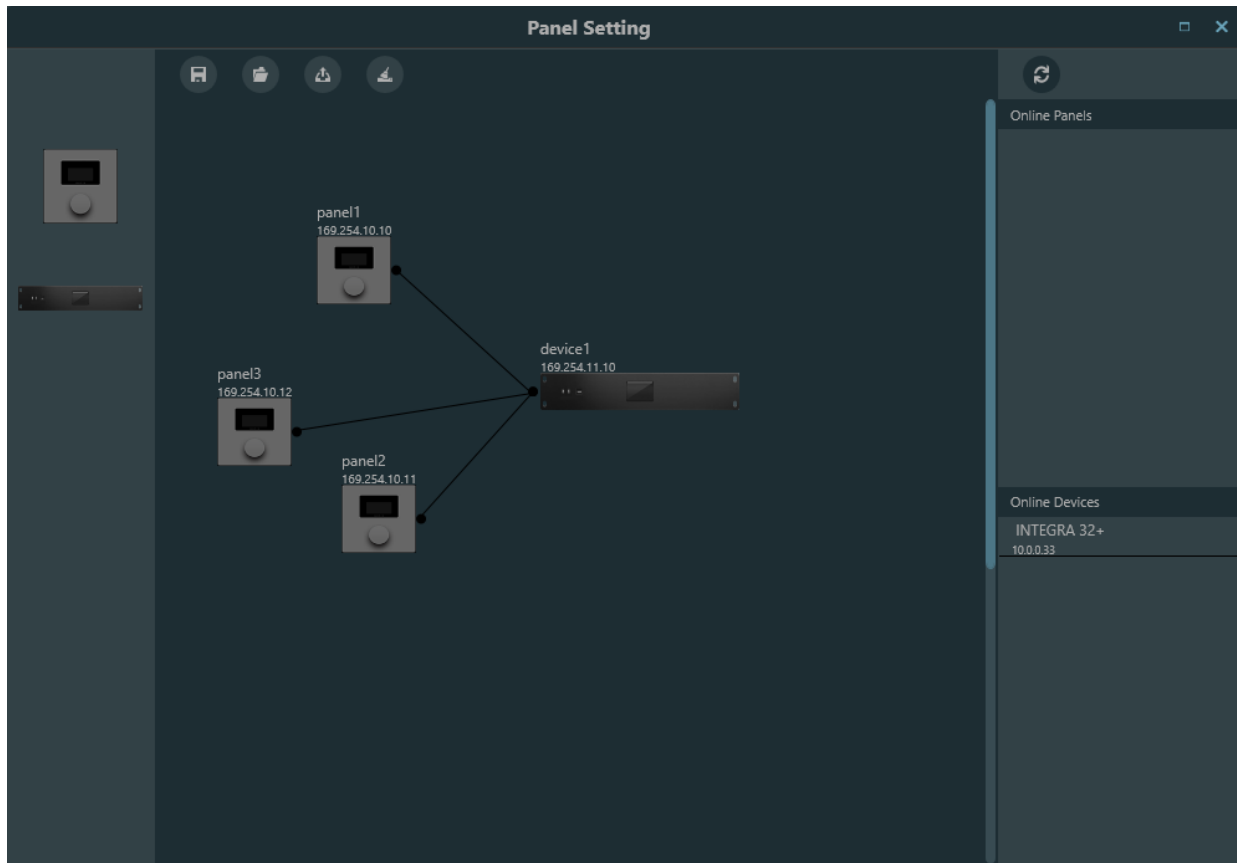 Panel Setting
Online Panels
panel1
169.254.10.10
device1
169.254.11.10
panel3
169.254.10.12
panel2
169.254.10.11
Online Devices
INTEGRA 32+
10.0.0.33